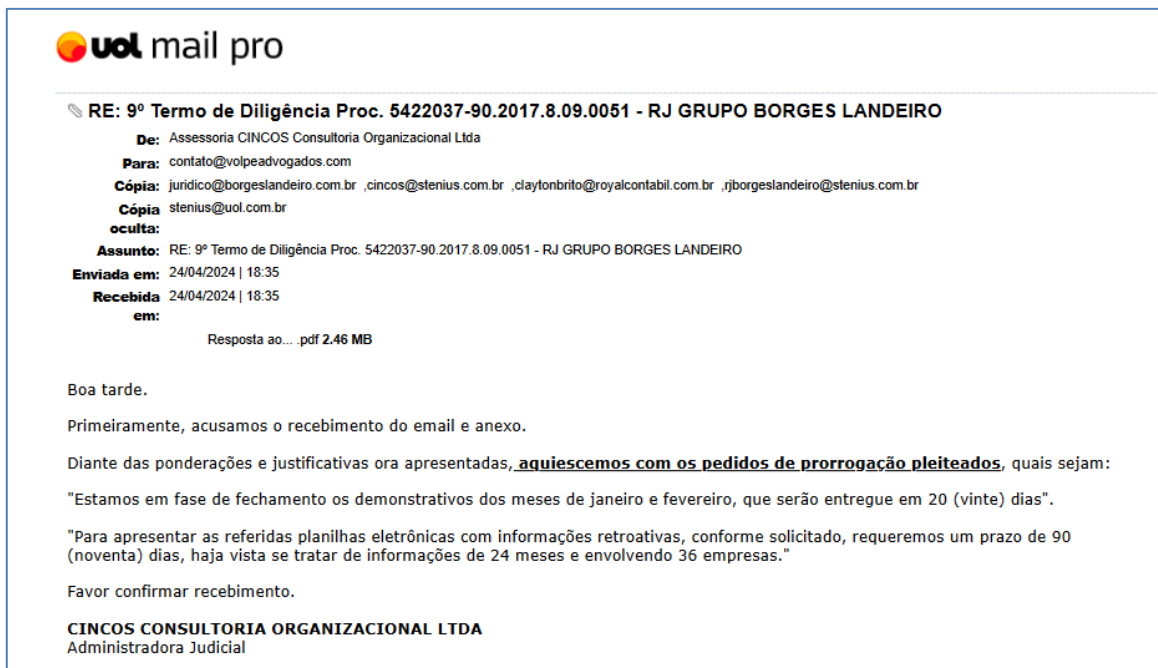 uol mail pro
RE: 9º Termo de Diligência Proc. 5422037-90.2017.8.09.0051 - RJ GRUPO BORGES LANDEIRO
De: Assessoria CINCOS Consultoria Organizacional Ltda
Para: contato@volpeadvogados.com
Cópia: juridico@borgeslandeiro.com.br ,cincos@stenius.com.br ,claytonbrito@royalcontabil.com.br ,rjborgeslandeiro@stenius.com.br
Cópia stenius@uol.com.br
oculta:
Assunto: RE: 9º Termo de Diligência Proc. 5422037-90.2017.8.09.0051 - RJ GRUPO BORGES LANDEIRO
Enviada em: 24/04/2024 | 18:35
Recebida 24/04/2024 | 18:35
em:
Resposta ao... .pdf 2.46 MB
Boa tarde.
Primeiramente, acusamos o recebimento do email e anexo.
Diante das ponderações e justificativas ora apresentadas, aquiescemos com os pedidos de prorrogação pleiteados, quais sejam:
"Estamos em fase de fechamento os demonstrativos dos meses de janeiro e fevereiro, que serão entregue em 20 (vinte) dias".
"Para apresentar as referidas planilhas eletrônicas com informações retroativas, conforme solicitado, requeremos um prazo de 90
(noventa) dias, haja vista se tratar de informações de 24 meses e envolvendo 36 empresas."
Favor confirmar recebimento.
CINCOS CONSULTORIA ORGANIZACIONAL LTDA
Administradora Judicial